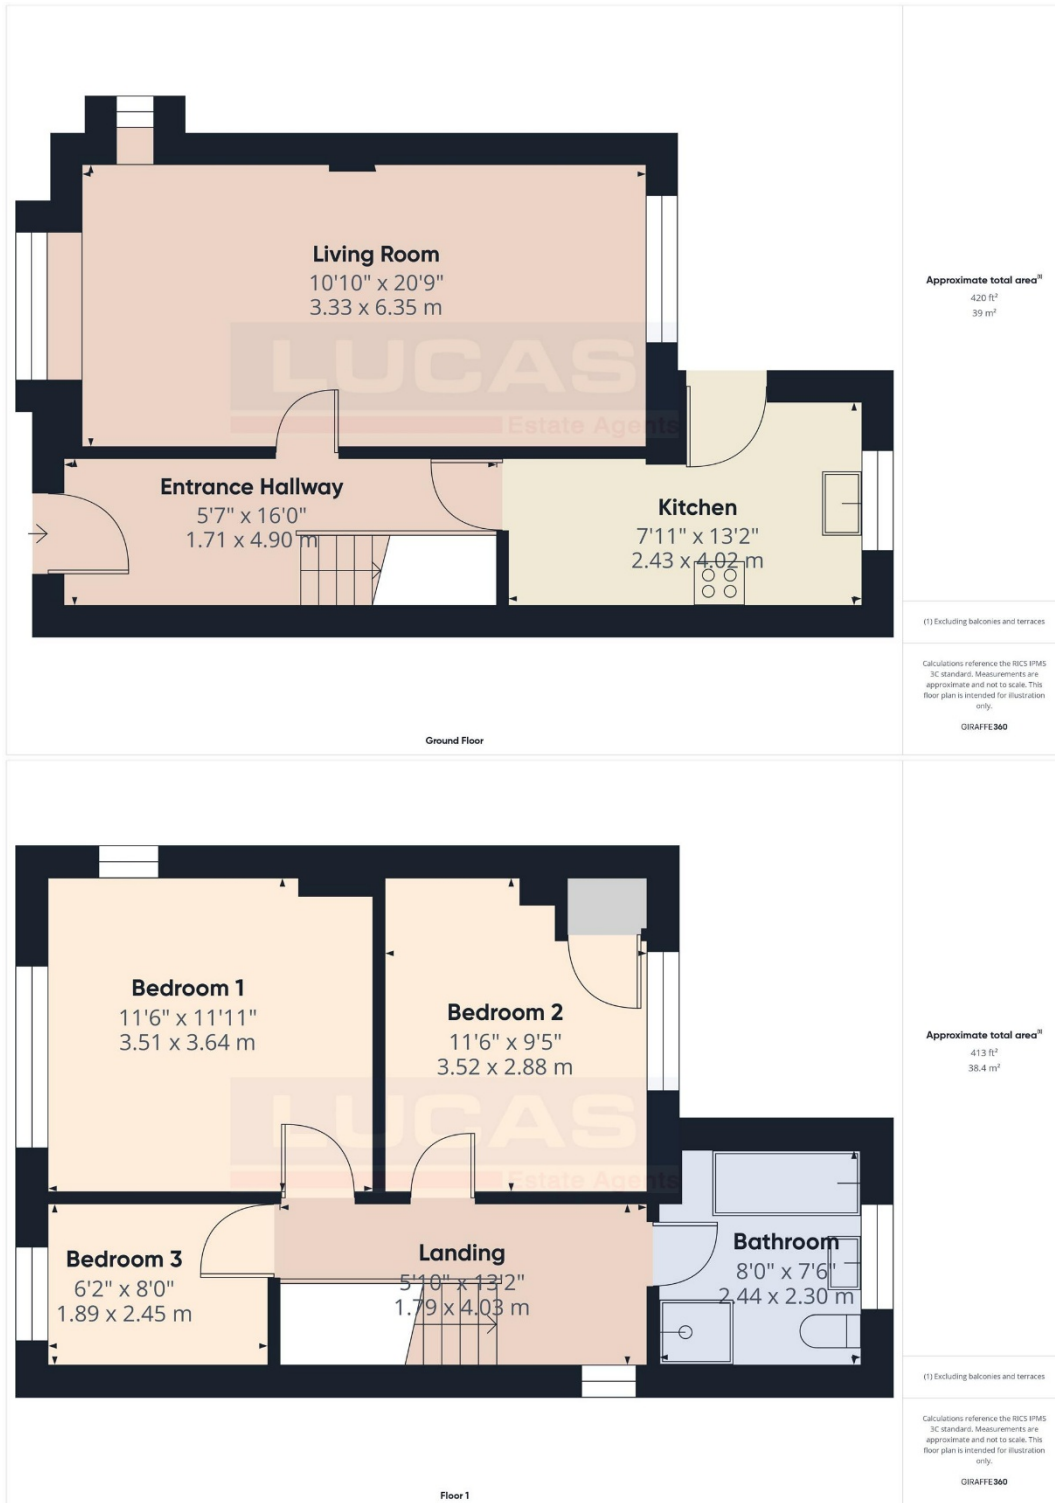 Living Room
10'10" x 20'9"
3.33 x 6.35 m
LUCAS
Estate Agents
Entrance Hallway
5'7" x 16'0"
1.71 x 4.90 m
Kitchen
7'11" x 13'2"
2.43 x 4.02 m
Ground Floor
Approximate total area⁽¹⁾
420 ft²
39 m²
(1) Excluding balconies and terraces
Calculations reference the RICS IPMS
3C standard. Measurements are
approximate and not to scale. This
floor plan is intended for illustration
only.
GIRAFFE360
Bedroom 1
11'6" x 11'11"
3.51 x 3.64 m
Bedroom 2
11'6" x 9'5"
3.52 x 2.88 m
LUCAS
Estate Agents
Bedroom 3
6'2" x 8'0"
1.89 x 2.45 m
Landing
5'10" x 13'2"
1.79 x 4.03 m
Bathroom
8'0" x 7'6"
2.44 x 2.30 m
Floor 1
Approximate total area⁽¹⁾
413 ft²
38.4 m²
(1) Excluding balconies and terraces
Calculations reference the RICS IPMS
3C standard. Measurements are
approximate and not to scale. This
floor plan is intended for illustration
only.
GIRAFFE360